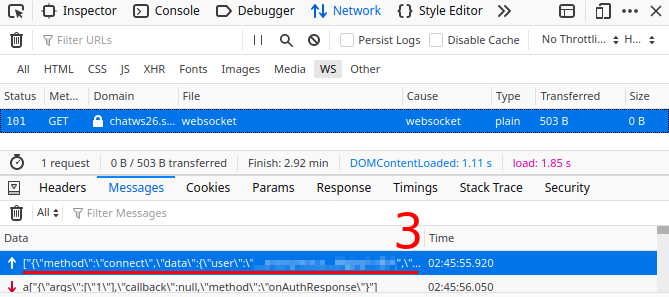 Inspector Console Debugger Network Style Editor
Filter URLs Persist Logs Disable Cache No Throttli... H...
All HTML CSS JS XHR Fonts Images Media WS Other
Status Met... Domain File Cause Type Transferred Size
101 GET chatws26.s... websocket websocket plain 503 B 0 B
1 request 0 B / 503 B transferred Finish: 2.92 min DOMContentLoaded: 1.11 s load: 1.85 s
Headers Messages Cookies Params Response Timings Stack Trace Security
All Filter Messages
3
Data Time
["{\"method\":\"connect\",\"data\":{\"user\":\" \",\"... 02:45:55.920
a["{\"args\":[\"1\"],\"callback\":null,\"method\":\"onAuthResponse\"}"] 02:45:56.050